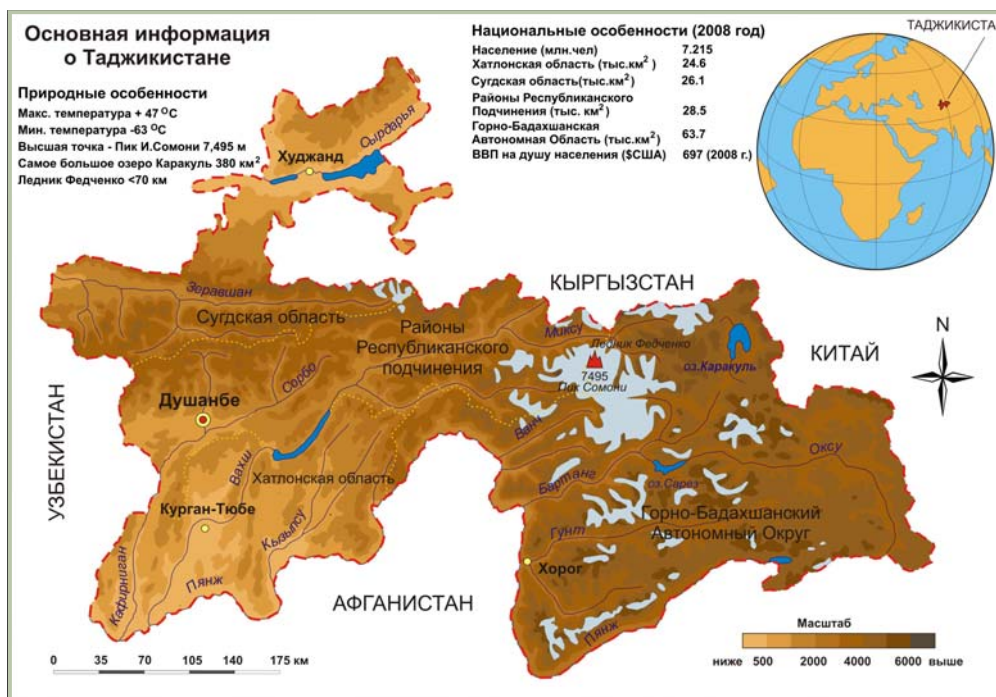 Основная информация
о Таджикистане
Природные особенности
Макс. температура + 47 °C
Мин. температура -63 °C
Высшая точка - Пик И.Сомони 7,495 м
Самое большое озеро Каракуль 380 км²
Ледник Федченко <70 км
Национальные особенности (2008 год)
Население (млн.чел) 7.215
Хатлонская область (тыс.км²) 24.6
Сугдская область(тыс.км²) 26.1
Районы Республиканского
Подчинения (тыс. км²) 28.5
Горно-Бадахшанская
Автономная Область (тыс.км²) 63.7
ВВП на душу населения ($США) 697 (2008 г.)
ТАДЖИКИСТА
Сырдарья
Худжанд
КЫРГЫЗСТАН
Зеравшан
Сугдская область
Районы
Республиканского
подчинения
Миксу
Ледник Федченко
7495
Пик Сомони
оз.Каракуль
КИТАЙ
N
Сорбо
Душанбе
УЗБЕКИСТАН
Вахш
Хатлонская область
Ванч
Бартанг
оз.Сарез
Оксу
Курган-Тюбе
Кызылсу
Гунт
Горно-Бадахшанский
Автономный Округ
Хорог
Кафирниган
Пянж
АФГАНИСТАН
Пянж
Масштаб
0 35 70 105 140 175 км
ниже 500 2000 4000 6000 выше